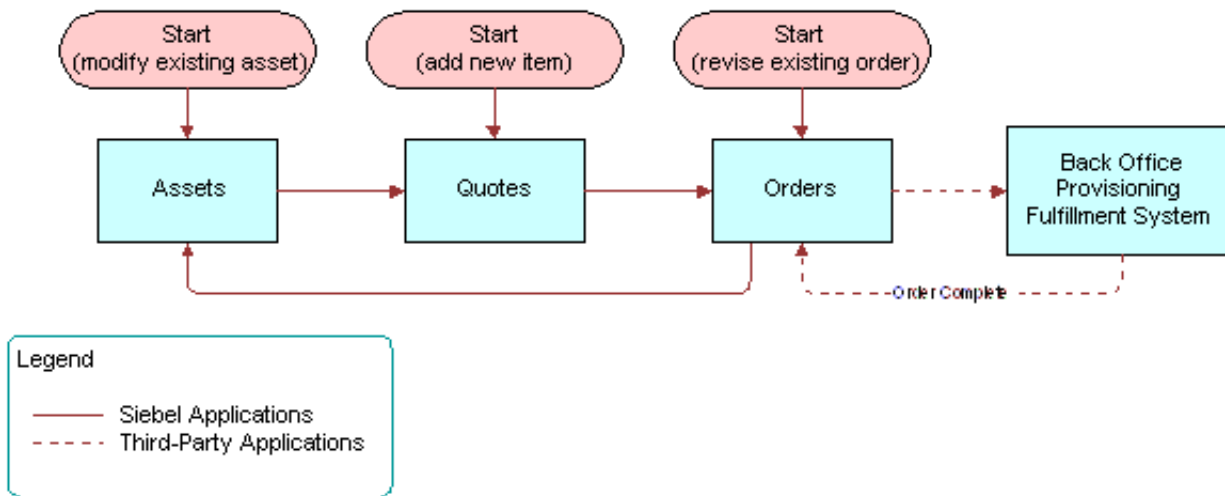 Start
(modify existing asset)
Start
(add new item)
Start
(revise existing order)
Assets
Quotes
Orders
Back Office
Provisioning
Fulfillment System
Order Complete
Legend
Siebel Applications
Third-Party Applications